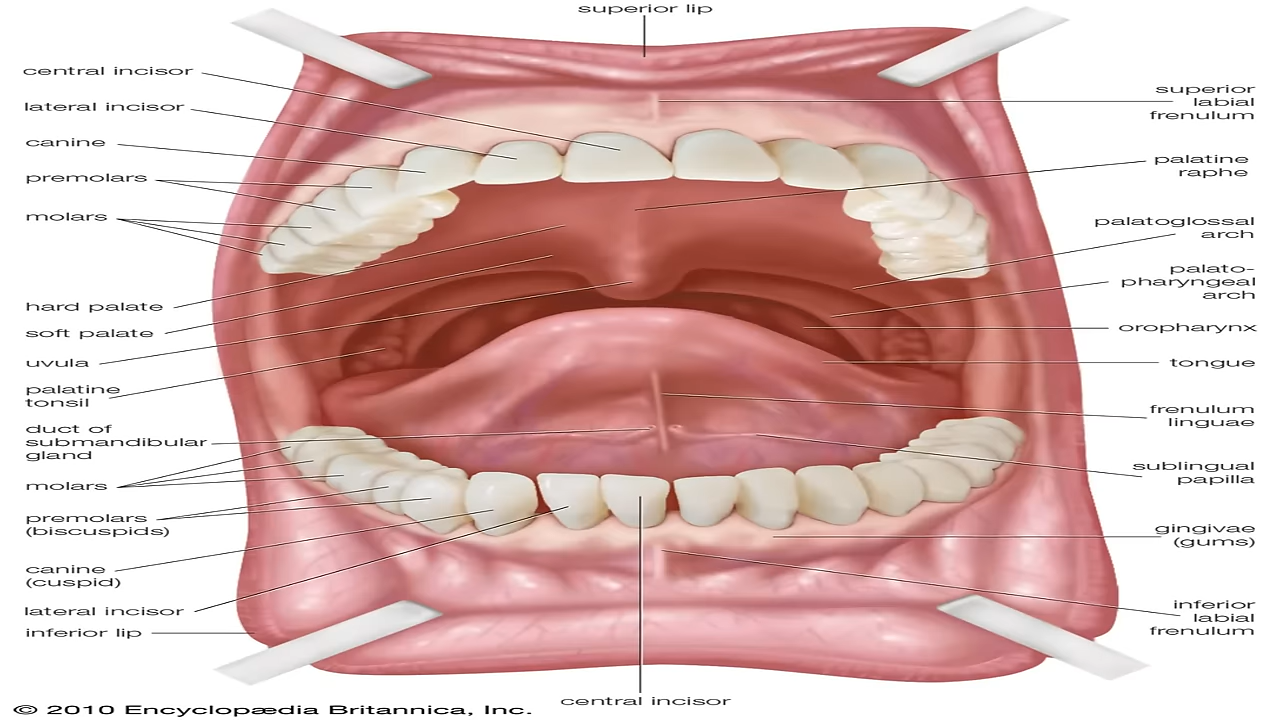 superior lip
central incisor
lateral incisor
canine
premolars
molars
hard palate
soft palate
uvula
palatine
tonsil
duct of
submandibular
gland
molars
premolars
(biscuspids)
canine
(cuspid)
lateral incisor
inferior lip
superior
labial
frenulum
palatine
raphe
palatoglossal
arch
palato-
pharyngeal
arch
oropharynx
tongue
frenulum
linguae
sublingual
papilla
gingivae
(gums)
inferior
labial
frenulum
central incisor
© 2010 Encyclopædia Britannica, Inc.